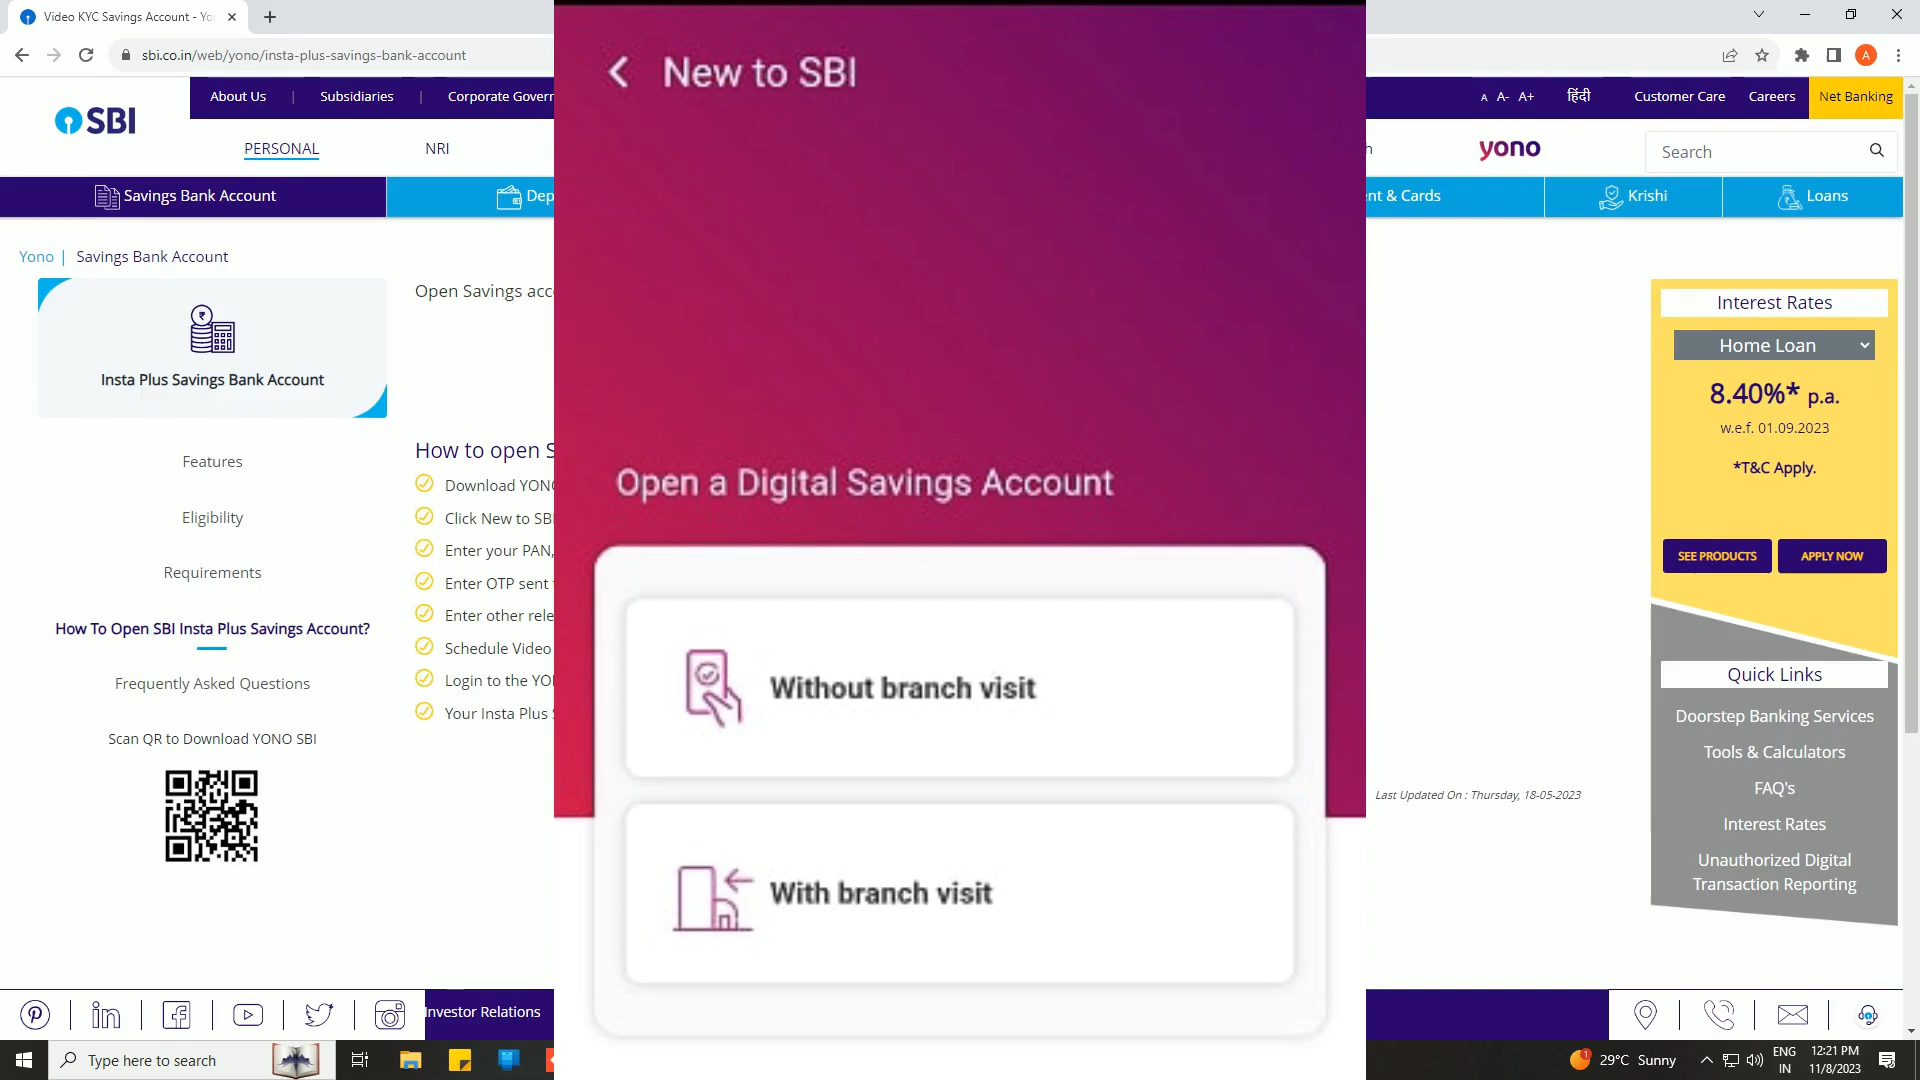 Video KYC Savings Account - Yo
sbi.co.in/web/yono/insta-plus-savings-bank-account
About Us | Subsidiaries | Corporate Govern
A A- A+ हिंदी Customer Care Careers Net Banking
SBI
PERSONAL NRI
yono
Search
Savings Bank Account
Dep
nt & Cards
Krishi
Loans
Yono | Savings Bank Account
Insta Plus Savings Bank Account
Features
Eligibility
Requirements
How To Open SBI Insta Plus Savings Account?
Frequently Asked Questions
Scan QR to Download YONO SBI
Open Savings acc
How to open S
Download YONO
Click New to SBI
Enter your PAN,
Enter OTP sent
Enter other rele
Schedule Video
Login to the YO
Your Insta Plus
New to SBI
Open a Digital Savings Account
Without branch visit
With branch visit
Last Updated On : Thursday, 18-05-2023
Interest Rates
Home Loan
8.40%* p.a.
w.e.f. 01.09.2023
*T&C Apply.
SEE PRODUCTS
APPLY NOW
Quick Links
Doorstep Banking Services
Tools & Calculators
FAQ's
Interest Rates
Unauthorized Digital
Transaction Reporting
Investor Relations
Type here to search
29°C Sunny
ENG
IN
12:21 PM
11/8/2023